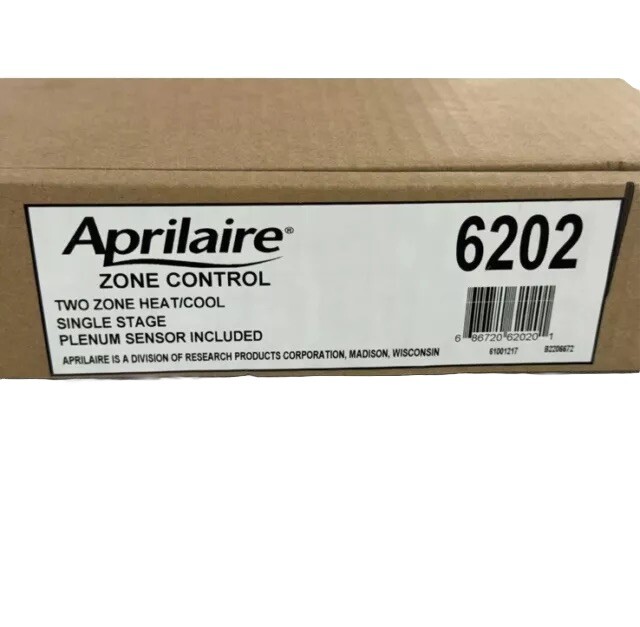 Aprilaire®
6202
ZONE CONTROL
TWO ZONE HEAT/COOL
SINGLE STAGE
PLENUM SENSOR INCLUDED
APRILAIRE IS A DIVISION OF RESEARCH PRODUCTS CORPORATION, MADISON, WISCONSIN
6 86720 62020 1
61001217 B2206672